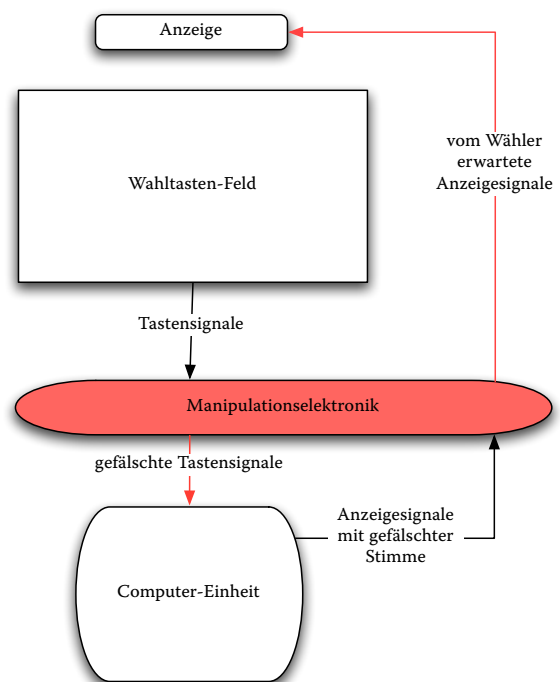 Anzeige
vom Wähler
erwartete
Anzeigesignale
Wahltasten-Feld
Tastensignale
Manipulationselektronik
gefälschte Tastensignale
Anzeigesignale
mit gefälschter
Stimme
Computer-Einheit